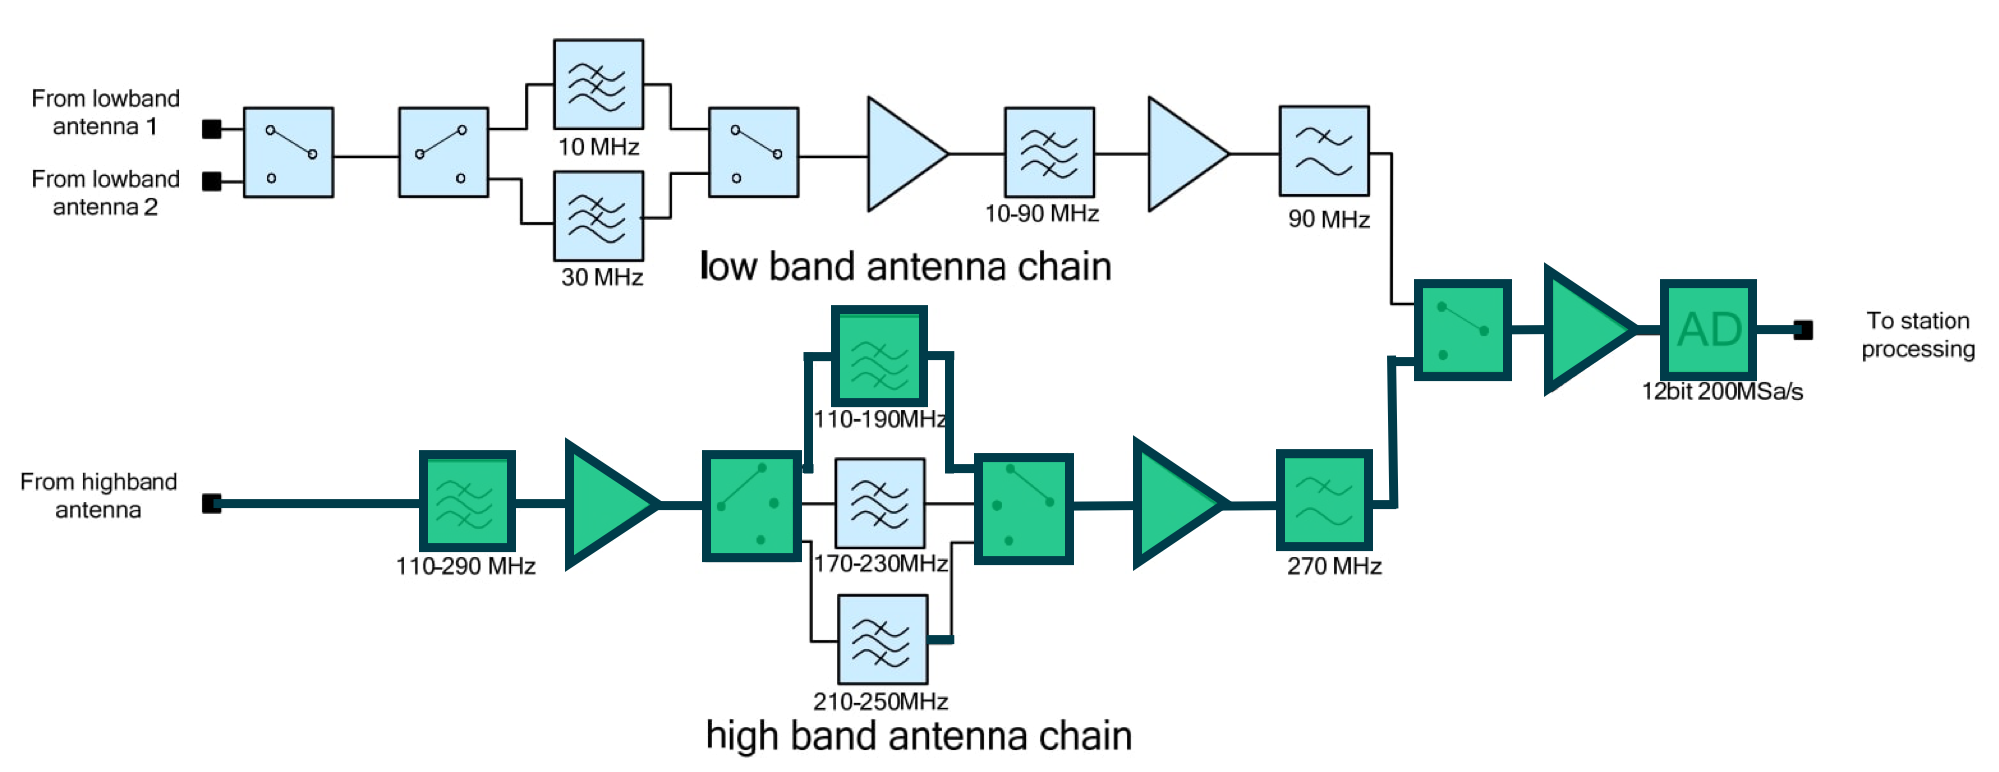 From lowband
antenna 1
From lowband
antenna 2
10 MHz
30 MHz
10-90 MHz
90 MHz
low band antenna chain
AD
12bit 200MSa/s
To station
processing
From highband
antenna
110-290 MHz
110-190MHz
170-230MHz
210-250MHz
270 MHz
high band antenna chain